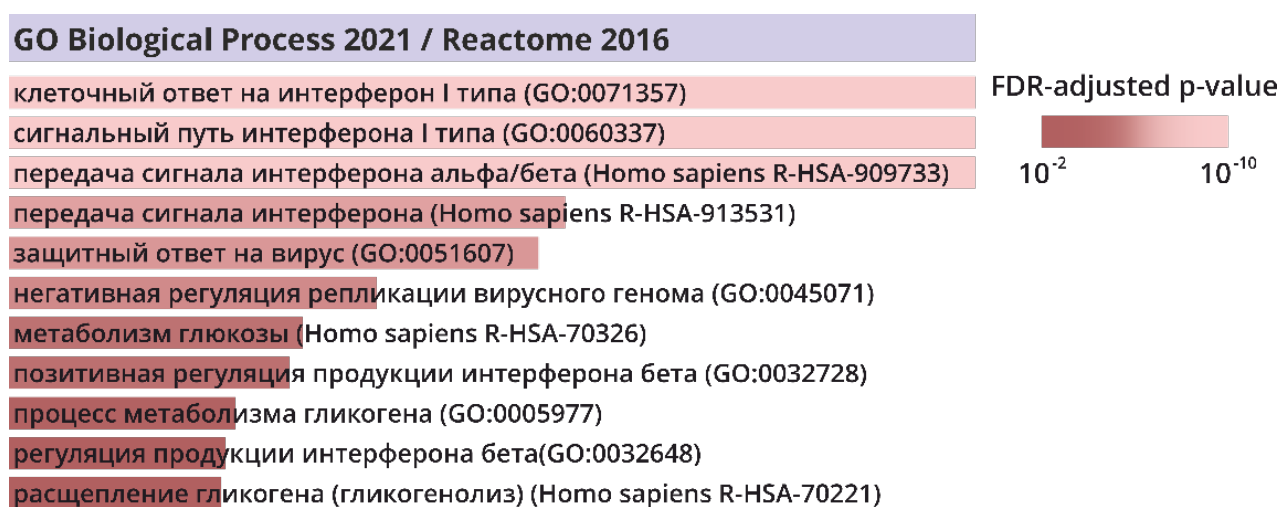 GO Biological Process 2021 / Reactome 2016
клеточный ответ на интерферон I типа (GO:0071357)
сигнальный путь интерферона I типа (GO:0060337)
передача сигнала интерферона альфа/бета (Homo sapiens R-HSA-909733)
передача сигнала интерферона (Homo sapiens R-HSA-913531)
защитный ответ на вирус (GO:0051607)
негативная регуляция репликации вирусного генома (GO:0045071)
метаболизм глюкозы (Homo sapiens R-HSA-70326)
позитивная регуляция продукции интерферона бета (GO:0032728)
процесс метаболизма гликогена (GO:0005977)
регуляция продукции интерферона бета(GO:0032648)
расщепление гликогена (гликогенолиз) (Homo sapiens R-HSA-70221)
FDR-adjusted p-value
10⁻² 10⁻¹⁰